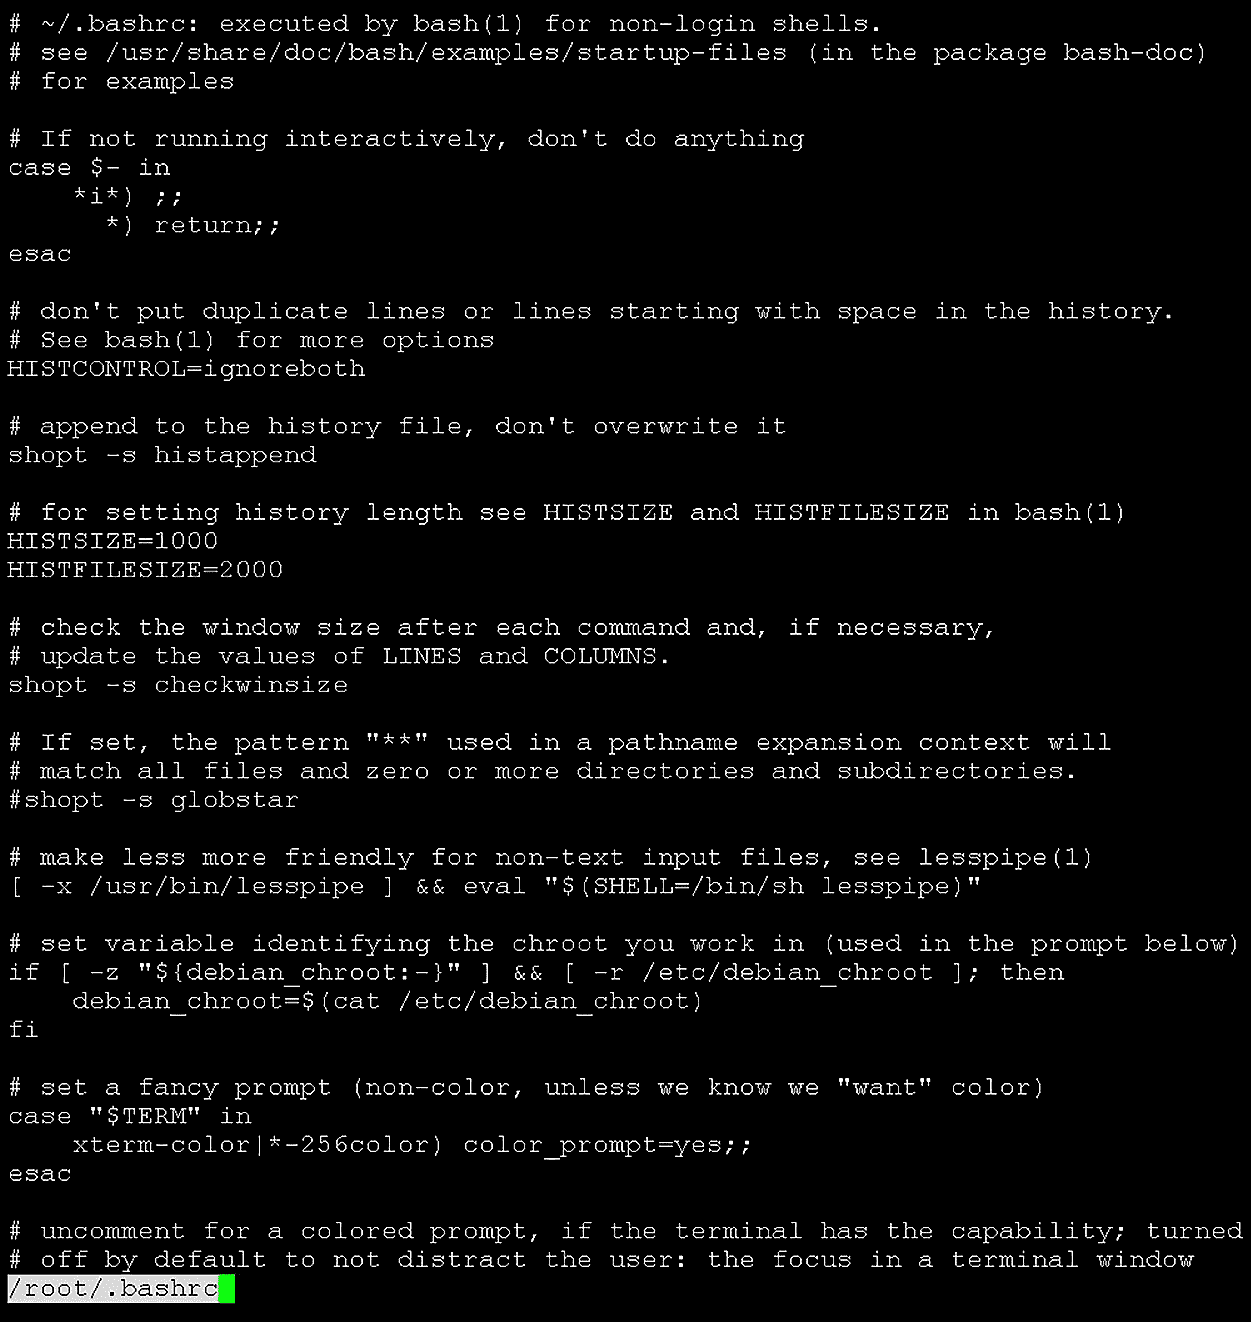 # ~/.bashrc: executed by bash(1) for non-login shells.
# see /usr/share/doc/bash/examples/startup-files (in the package bash-doc)
# for examples

# If not running interactively, don't do anything
case $- in
    *i*) ;;
      *) return;;
esac

# don't put duplicate lines or lines starting with space in the history.
# See bash(1) for more options
HISTCONTROL=ignoreboth

# append to the history file, don't overwrite it
shopt -s histappend

# for setting history length see HISTSIZE and HISTFILESIZE in bash(1)
HISTSIZE=1000
HISTFILESIZE=2000

# check the window size after each command and, if necessary,
# update the values of LINES and COLUMNS.
shopt -s checkwinsize

# If set, the pattern "**" used in a pathname expansion context will
# match all files and zero or more directories and subdirectories.
#shopt -s globstar

# make less more friendly for non-text input files, see lesspipe(1)
[ -x /usr/bin/lesspipe ] && eval "$(SHELL=/bin/sh lesspipe)"

# set variable identifying the chroot you work in (used in the prompt below)
if [ -z "${debian_chroot:-}" ] && [ -r /etc/debian_chroot ]; then
    debian_chroot=$(cat /etc/debian_chroot)
fi

# set a fancy prompt (non-color, unless we know we "want" color)
case "$TERM" in
    xterm-color|*-256color) color_prompt=yes;;
esac

# uncomment for a colored prompt, if the terminal has the capability; turned
# off by default to not distract the user: the focus in a terminal window
/root/.bashrc